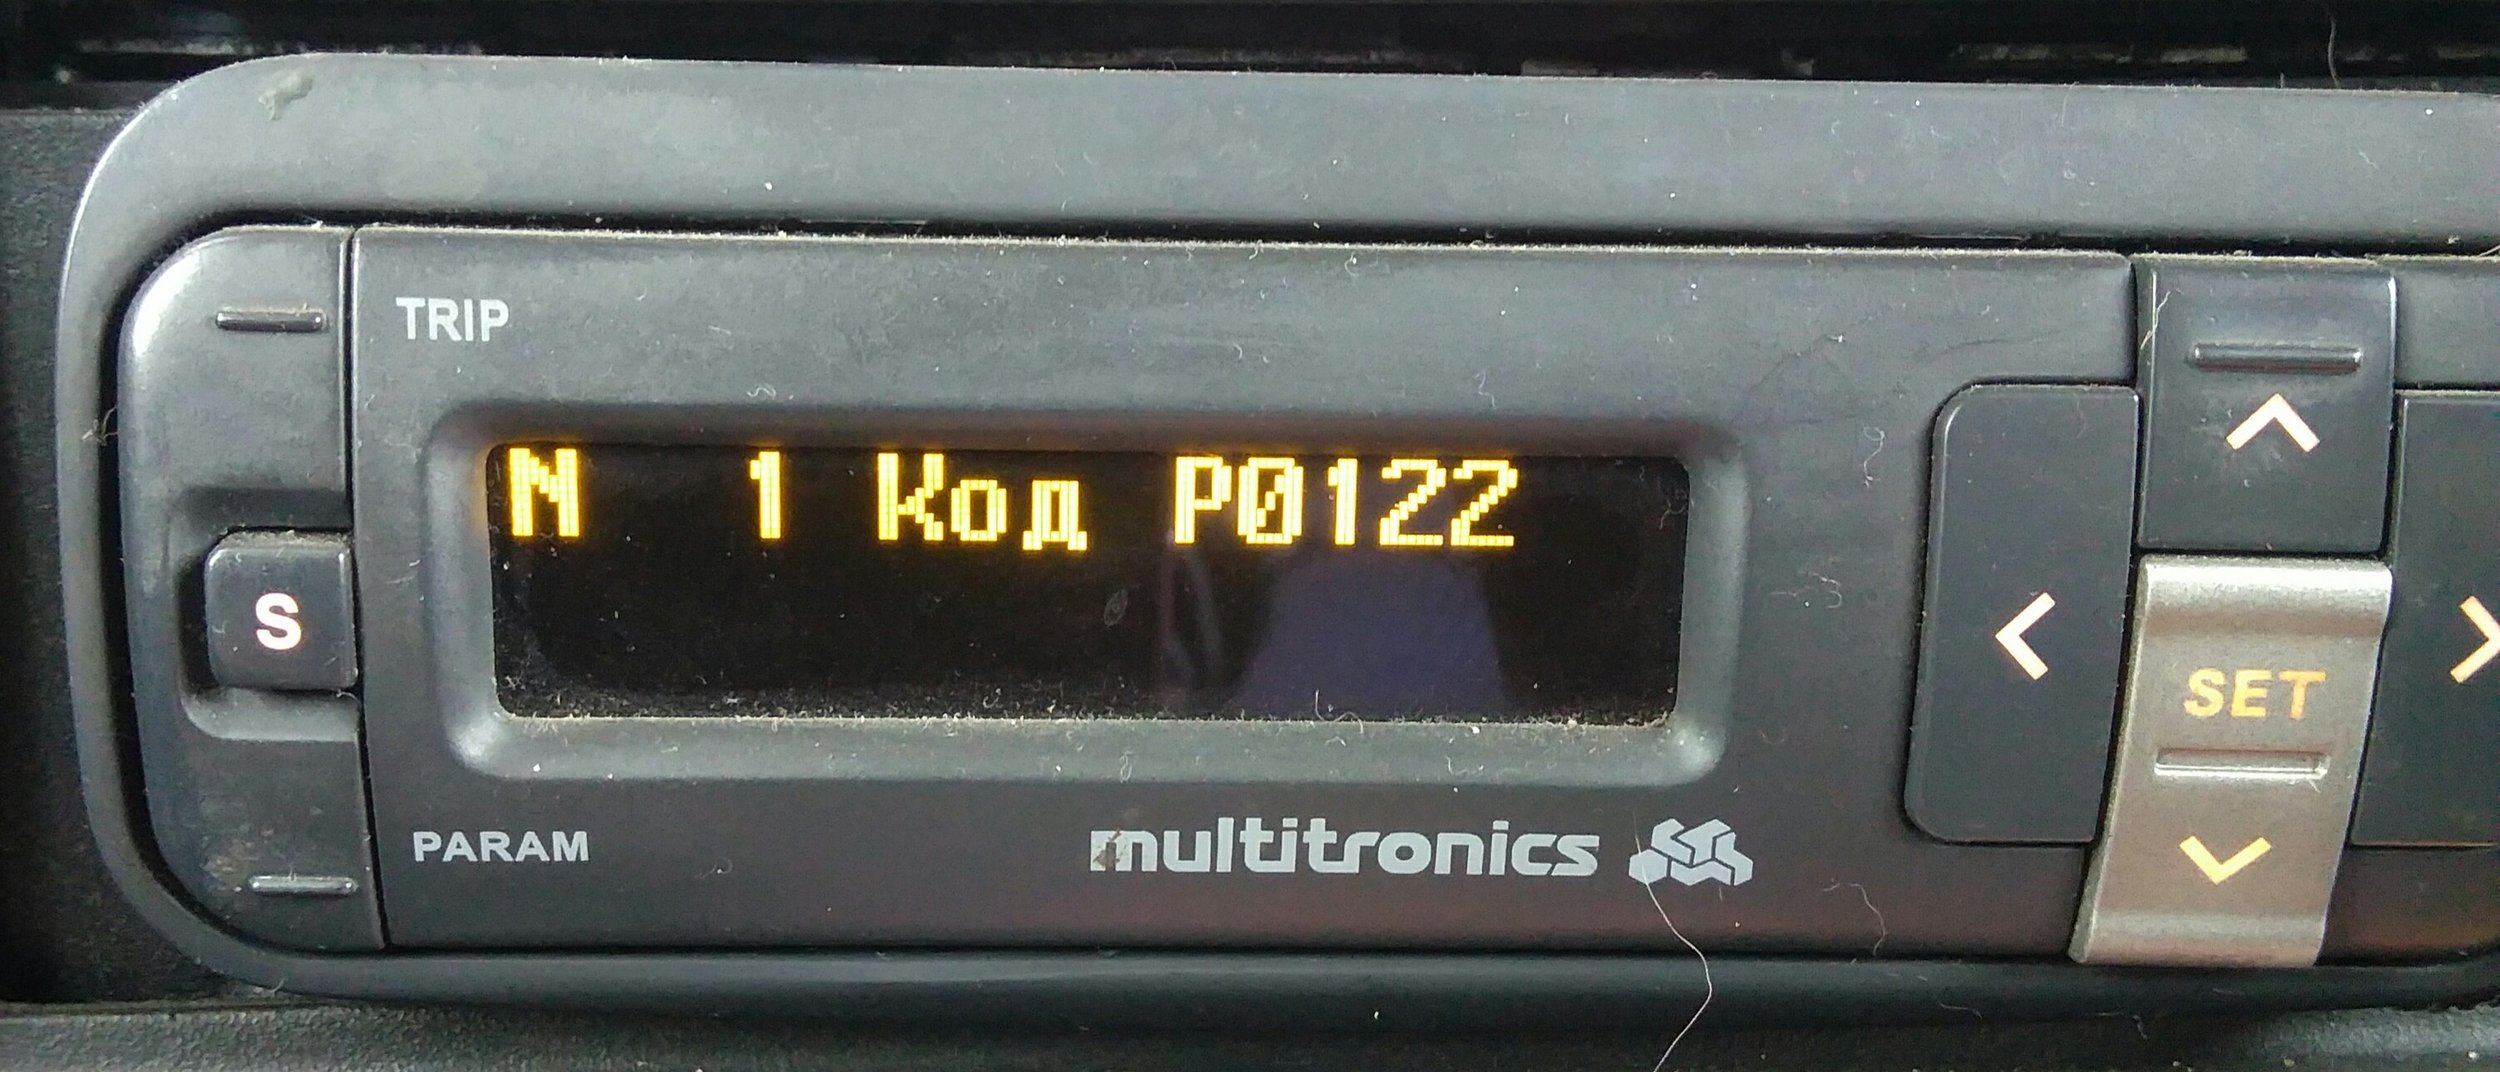 TRIP
N 1 Код P0122
S
SET
PARAM
multitronics